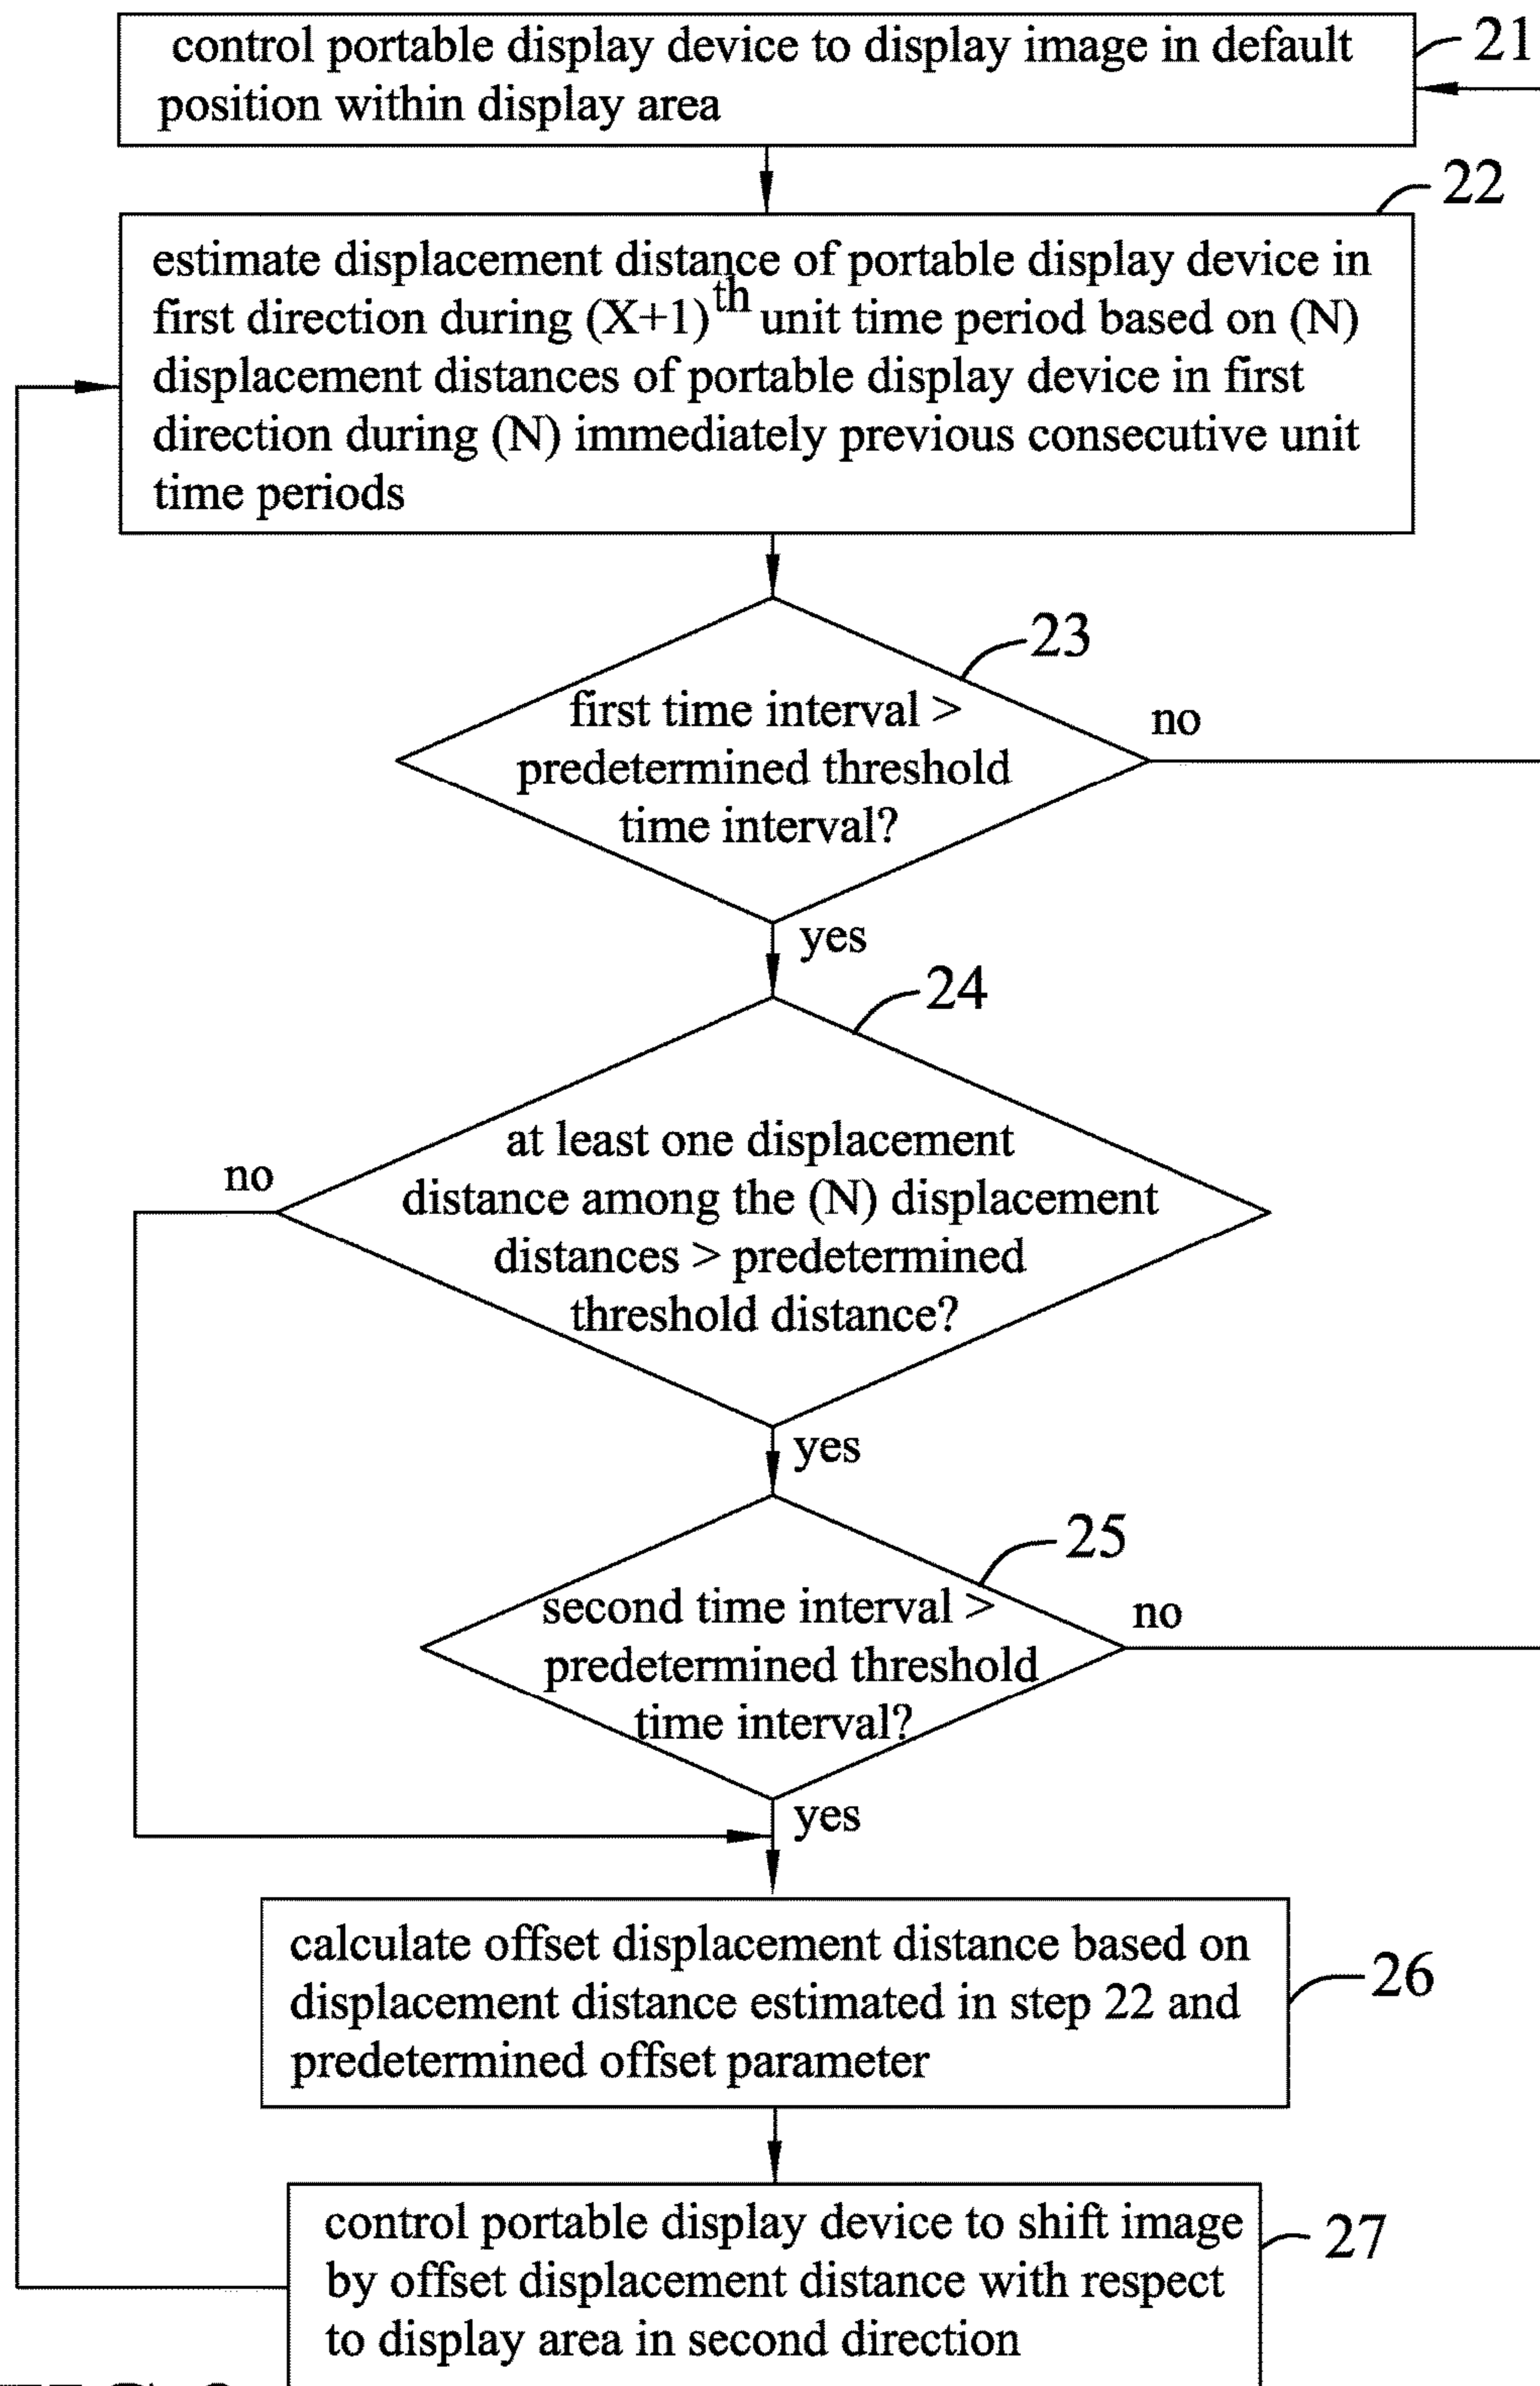 control portable display device to display image in default
position within display area
21
22
estimate displacement distance of portable display device in
first direction during (X+1)th unit time period based on (N)
displacement distances of portable display device in first
direction during (N) immediately previous consecutive unit
time periods
23
first time interval >
predetermined threshold
time interval?
no
yes
24
at least one displacement
distance among the (N) displacement
distances > predetermined
threshold distance?
no
yes
25
second time interval >
predetermined threshold
time interval?
no
yes
calculate offset displacement distance based on
displacement distance estimated in step 22 and
predetermined offset parameter
26
control portable display device to shift image
by offset displacement distance with respect
to display area in second direction
27